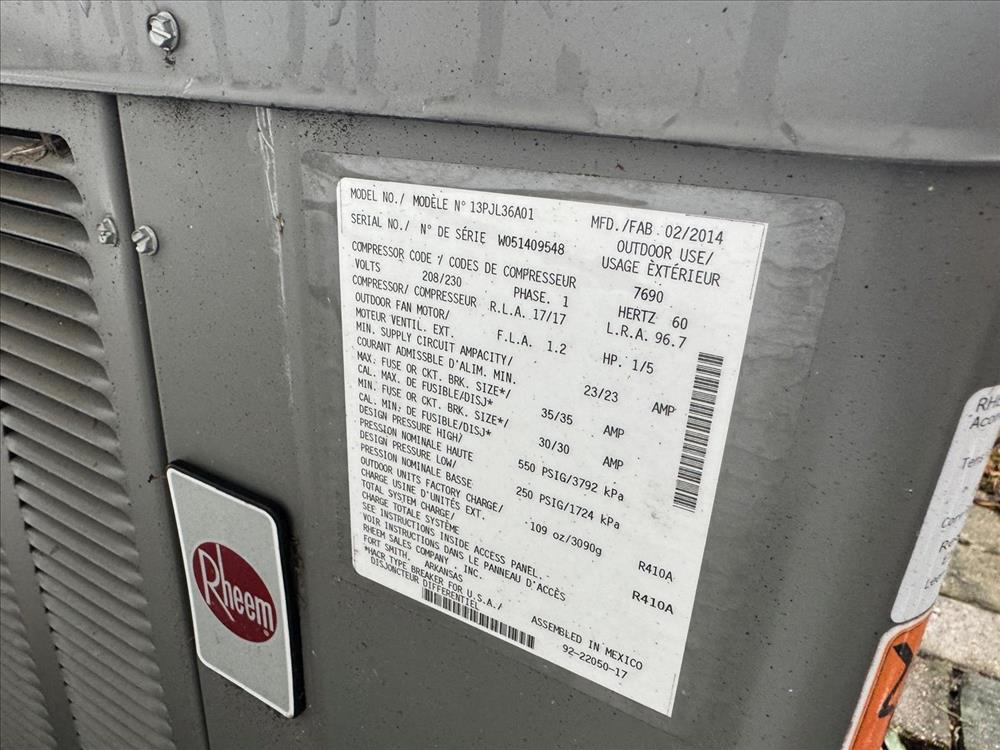 MODEL NO./ MODÈLE N° 13PJL36A01 MFD./FAB 02/2014
SERIAL NO./ N° DE SÉRIE W051409548 OUTDOOR USE/
USAGE ÈXTÉRIEUR
COMPRESSOR CODE / CODES DE COMPRESSEUR 7690
VOLTS 208/230 PHASE. 1 HERTZ 60
COMPRESSOR/ COMPRESSEUR R.L.A. 17/17 L.R.A. 96.7
OUTDOOR FAN MOTOR/
MOTEUR VENTIL. EXT. F.L.A. 1.2 HP. 1/5
MIN. SUPPLY CIRCUIT AMPACITY/
COURANT ADMISSBLE D'ALIM. MIN. 23/23 AMP
MAX. FUSE OR CKT. BRK. SIZE*/
CAL. MAX. DE FUSIBLE/DISJ* 35/35 AMP
MIN. FUSE OR CKT. BRK. SIZE*/
CAL. MIN. DE FUSIBLE/DISJ* 30/30 AMP
DESIGN PRESSURE HIGH/
PRESSION NOMINALE HAUTE 550 PSIG/3792 kPa
DESIGN PRESSURE LOW/
PRESSION NOMINALE BASSE 250 PSIG/1724 kPa
OUTDOOR UNITS FACTORY CHARGE/
CHARGE USINE D'UNITÉS EXT. 109 oz/3090g R410A
TOTAL SYSTEM CHARGE/
CHARGE TOTALE SYSTÈME R410A
SEE INSTRUCTIONS INSIDE ACCESS PANEL.
VOIR INSTRUCTIONS DANS LE PANNEAU D'ACCÈS
RHEEM SALES COMPANY , INC.
FORT SMITH, ARKANSAS ASSEMBLED IN MEXICO
*HACR TYPE BREAKER FOR U.S.A./
DISJONCTEUR DIFFERENTIEL 92-22050-17
Rheem